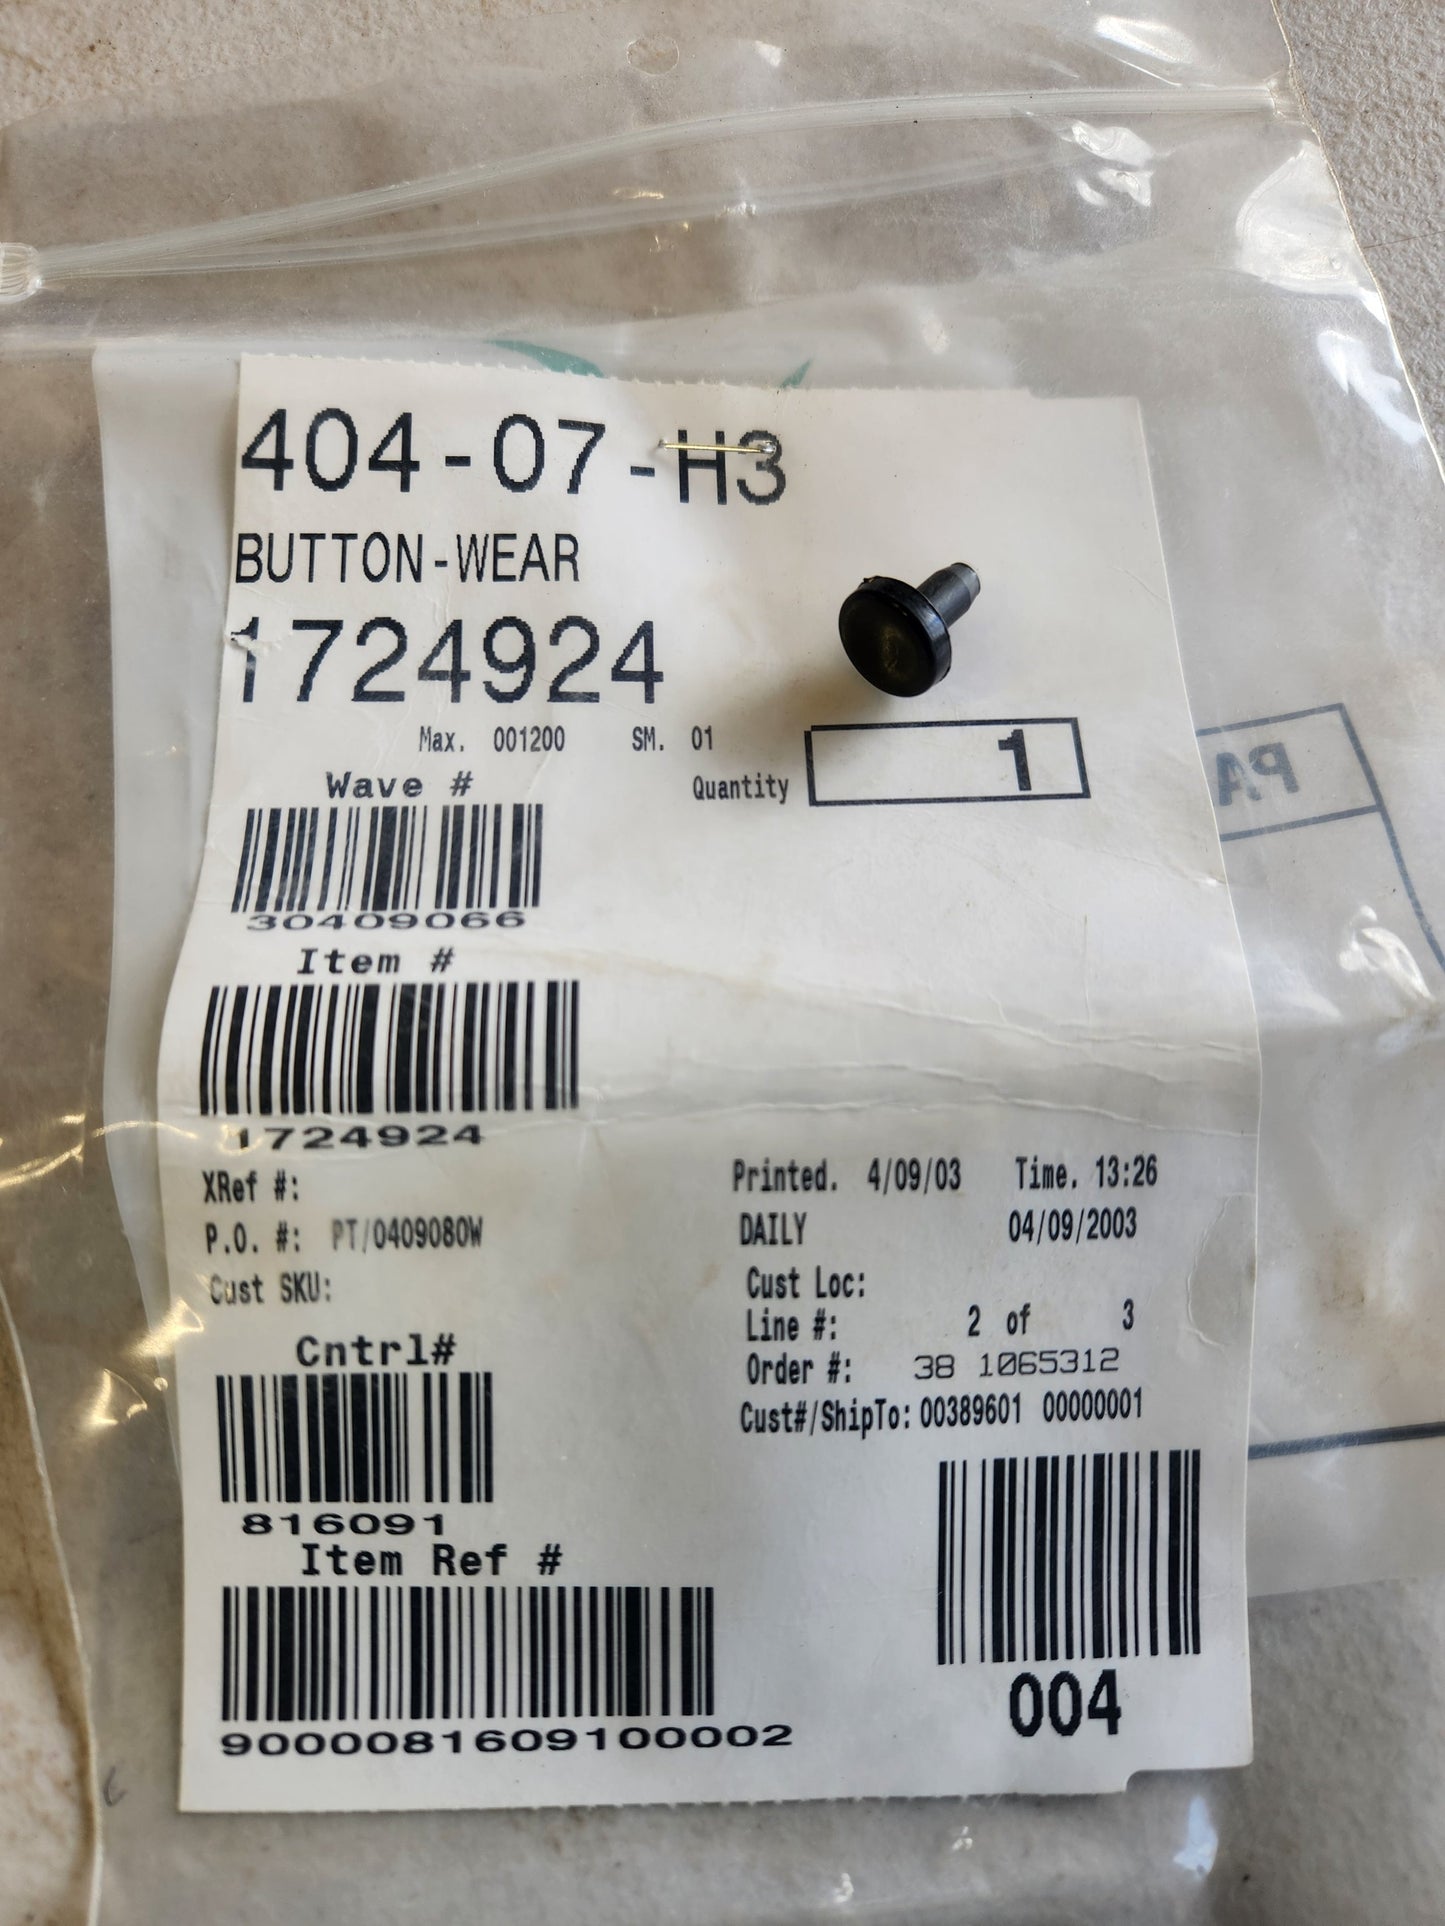 404-07-H3
BUTTON-WEAR
1724924
Max. 001200 SM. 01
Quantity 1
Wave #
30409066
Item #
1724924
XRef #:
P.O. #: PT/0409080W
Cust SKU:
Printed. 4/09/03 Time. 13:26
DAILY 04/09/2003
Cust Loc:
Line #: 2 of 3
Order #: 38 1065312
Cust#/ShipTo: 00389601 00000001
Cntrl#
816091
Item Ref #
9000081609100002
004
PA